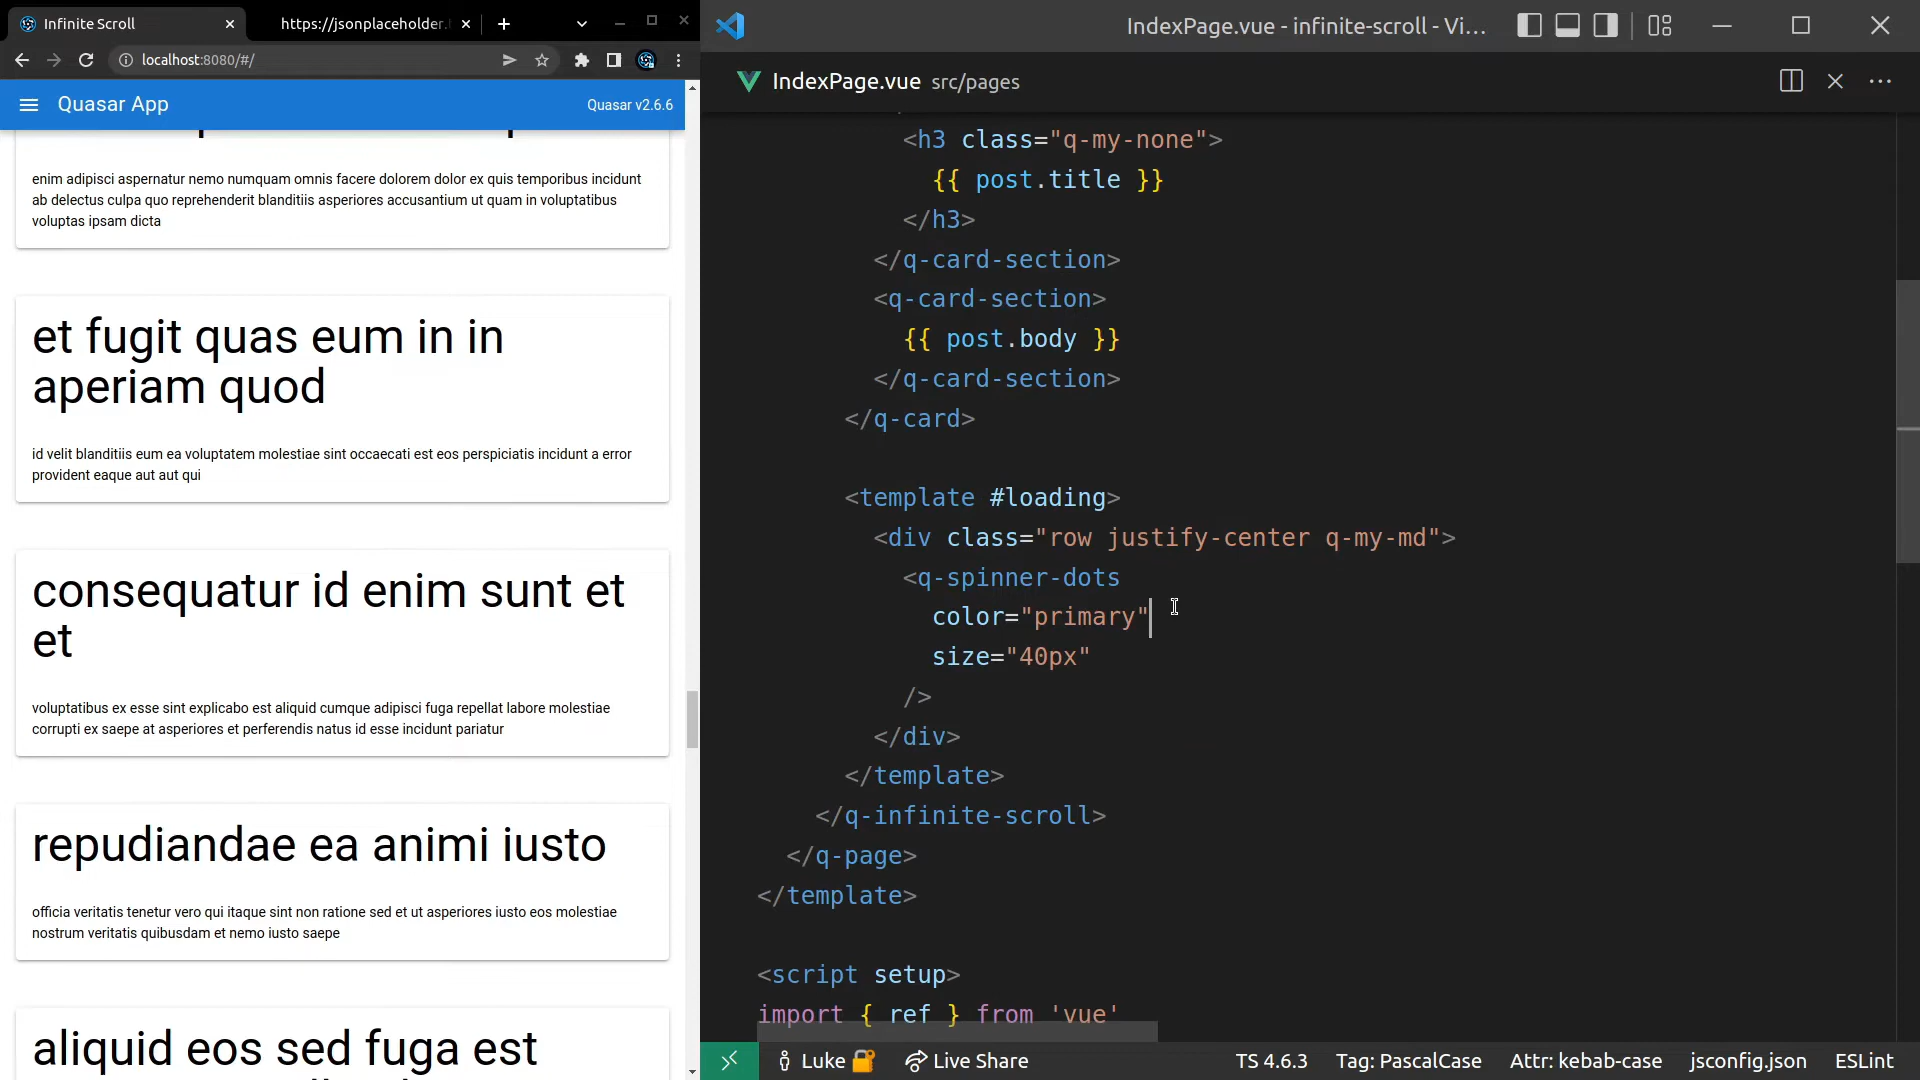 Infinite Scroll
https://jsonplaceholder.
localhost:8080/#/
Quasar App
Quasar v2.6.6
enim adipisci aspernatur nemo numquam omnis facere dolorem dolor ex quis temporibus incidunt
ab delectus culpa quo reprehenderit blanditiis asperiores accusantium ut quam in voluptatibus
voluptas ipsam dicta
et fugit quas eum in in
aperiam quod
id velit blanditiis eum ea voluptatem molestiae sint occaecati est eos perspiciatis incidunt a error
provident eaque aut aut qui
consequatur id enim sunt et
et
voluptatibus ex esse sint explicabo est aliquid cumque adipisci fuga repellat labore molestiae
corrupti ex saepe at asperiores et perferendis natus id esse incidunt pariatur
repudiandae ea animi iusto
officia veritatis tenetur vero qui itaque sint non ratione sed et ut asperiores iusto eos molestiae
nostrum veritatis quibusdam et nemo iusto saepe
aliquid eos sed fuga est
IndexPage.vue - infinite-scroll - Vi...
IndexPage.vue src/pages
<h3 class="q-my-none">
{{ post.title }}
</h3>
</q-card-section>
<q-card-section>
{{ post.body }}
</q-card-section>
</q-card>
<template #loading>
<div class="row justify-center q-my-md">
<q-spinner-dots
color="primary"
size="40px"
/>
</div>
</template>
</q-infinite-scroll>
</q-page>
</template>
<script setup>
import { ref } from 'vue'
Luke
Live Share
TS 4.6.3
Tag: PascalCase
Attr: kebab-case
jsconfig.json
ESLint